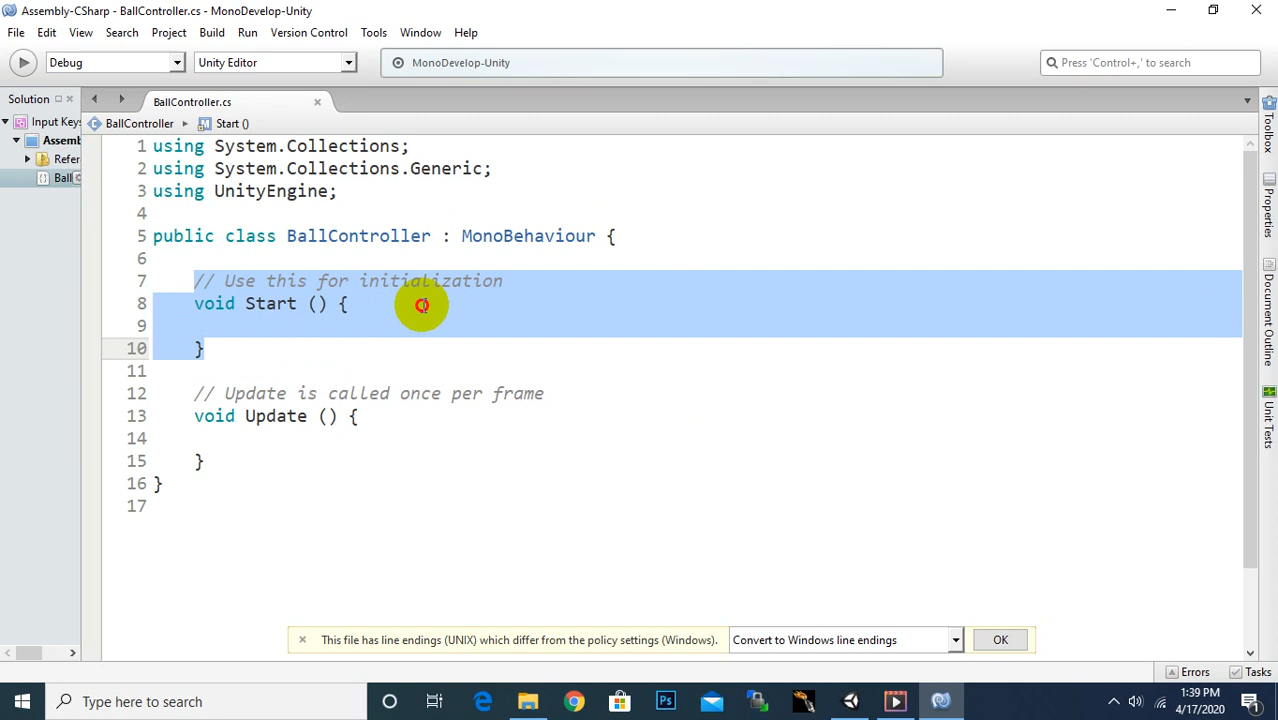 Assembly-CSharp - BallController.cs - MonoDevelop-Unity
File Edit View Search Project Build Run Version Control Tools Window Help
Debug Unity Editor MonoDevelop-Unity Press 'Control+,' to search
Solution BallController.cs
Input Keys BallController Start ()
Assemb
Refer
Ball
1 using System.Collections;
2 using System.Collections.Generic;
3 using UnityEngine;
4
5 public class BallController : MonoBehaviour {
6
7 // Use this for initialization
8 void Start () {
9
10 }
11
12 // Update is called once per frame
13 void Update () {
14
15 }
16 }
17
Toolbox
Properties
Document Outline
Unit Tests
This file has line endings (UNIX) which differ from the policy settings (Windows). Convert to Windows line endings OK
Errors Tasks
Type here to search
Ps
1:39 PM
4/17/2020
1